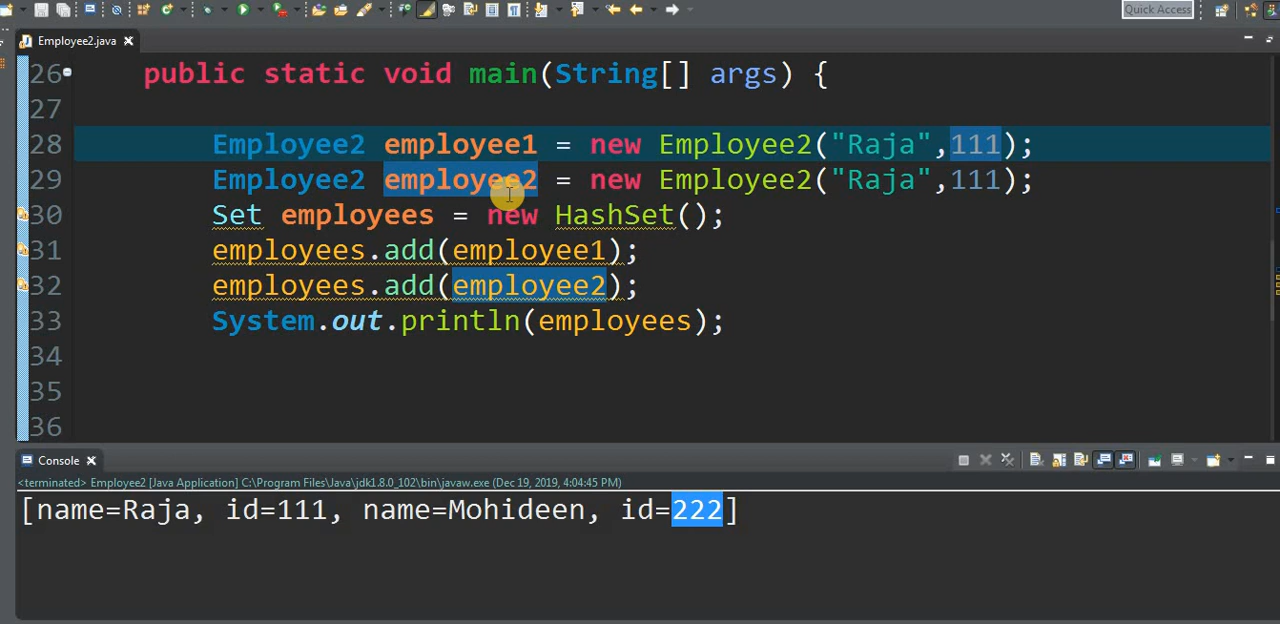 Quick Access
Employee2.java
26 public static void main(String[] args) {
27
28 Employee2 employee1 = new Employee2("Raja",111);
29 Employee2 employee2 = new Employee2("Raja",111);
30 Set employees = new HashSet();
31 employees.add(employee1);
32 employees.add(employee2);
33 System.out.println(employees);
34
35
36
Console
<terminated> Employee2 [Java Application] C:\Program Files\Java\jdk1.8.0_102\bin\javaw.exe (Dec 19, 2019, 4:04:45 PM)
[name=Raja, id=111, name=Mohideen, id=222]